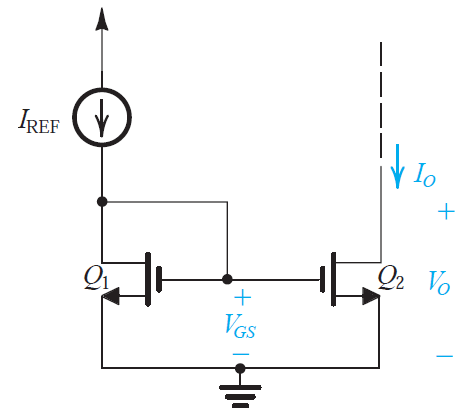 I_REF
I_O
+
Q_1
Q_2
V_O
+
V_GS
−
−